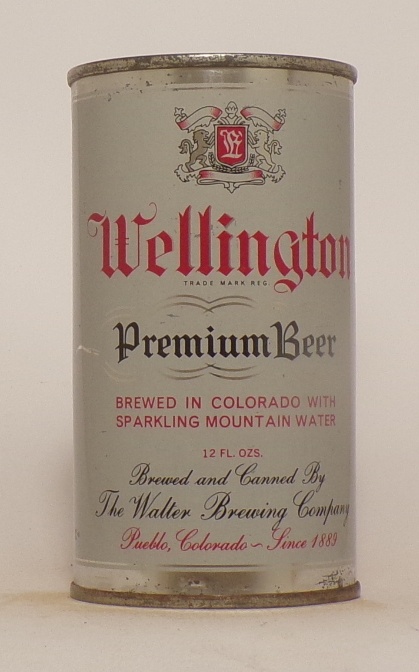 Wellington
TRADE MARK REG.
Premium Beer
BREWED IN COLORADO WITH
SPARKLING MOUNTAIN WATER
12 FL. OZS.
Brewed and Canned By
The Walter Brewing Company
Pueblo, Colorado ~ Since 1889